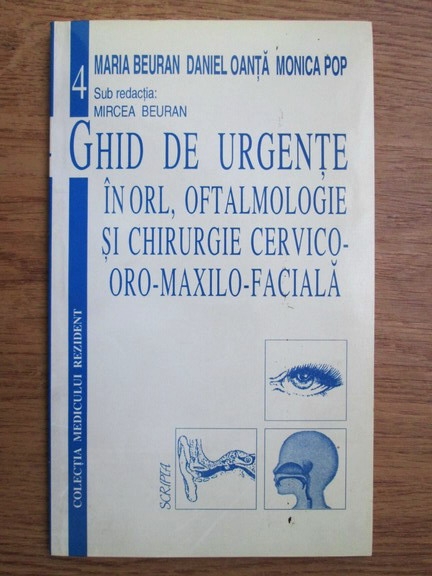 4
MARIA BEURAN DANIEL OANȚĂ MONICA POP
Sub redacția:
MIRCEA BEURAN
GHID DE URGENȚE
ÎN ORL, OFTALMOLOGIE
ȘI CHIRURGIE CERVICO-
ORO-MAXILO-FACIALĂ
COLECȚIA MEDICULUI REZIDENT
SCRIPTA